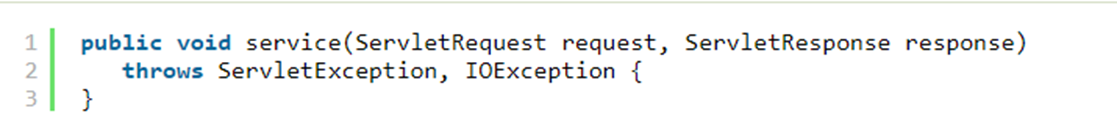 1 public void service(ServletRequest request, ServletResponse response)
2    throws ServletException, IOException {
3 }